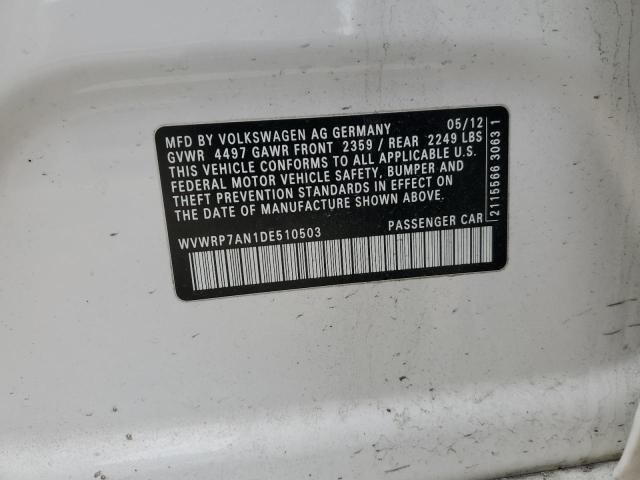 MFD BY VOLKSWAGEN AG GERMANY 05/12
GVWR 4497 GAWR FRONT 2359 / REAR 2249 LBS
THIS VEHICLE CONFORMS TO ALL APPLICABLE U.S.
FEDERAL MOTOR VEHICLE SAFETY, BUMPER AND
THEFT PREVENTION STANDARDS IN EFFECT ON
THE DATE OF MANUFACTURE SHOWN ABOVE.
WVWRP7AN1DE510503 PASSENGER CAR
2115566 30631